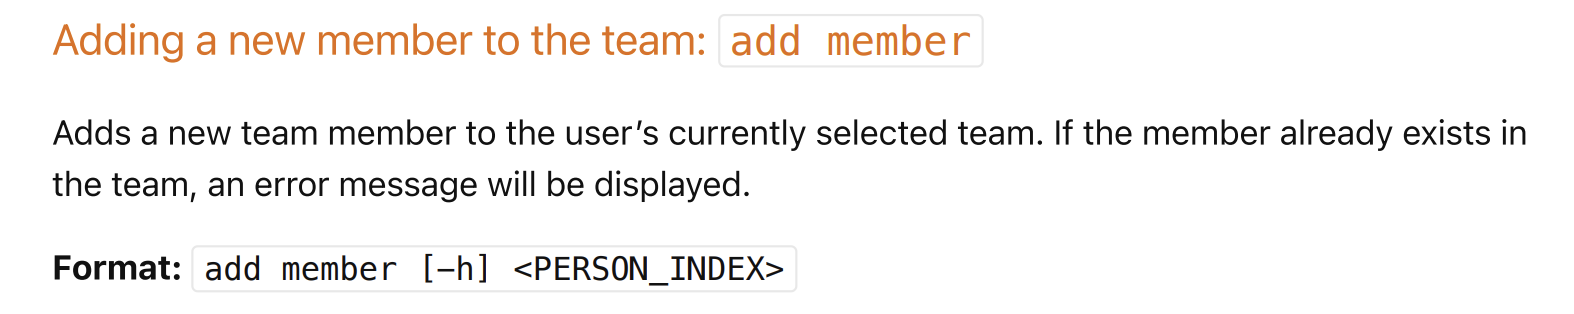 Adding a new member to the team: add member
Adds a new team member to the user’s currently selected team. If the member already exists in
the team, an error message will be displayed.
Format: add member [-h] <PERSON_INDEX>